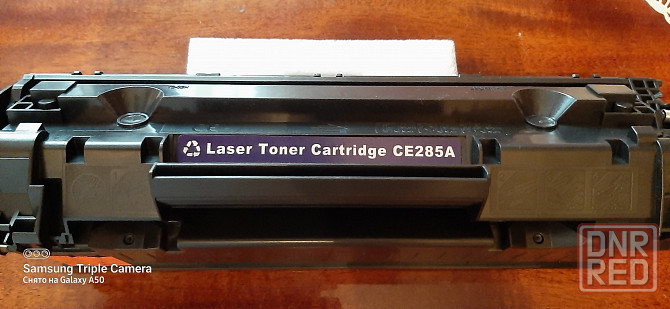 Laser Toner Cartridge CE285A
Samsung Triple Camera
Снято на Galaxy A50
DNR
RED